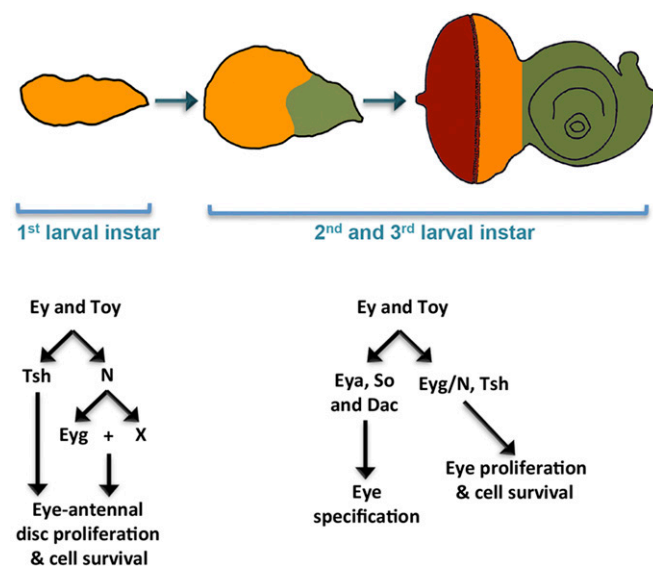 1st larval instar
2nd and 3rd larval instar
Ey and Toy
Tsh N
Eyg + X
Eye-antennal
disc proliferation
& cell survival
Ey and Toy
Eya, So
and Dac
Eyg/N, Tsh
Eye
specification
Eye proliferation
& cell survival